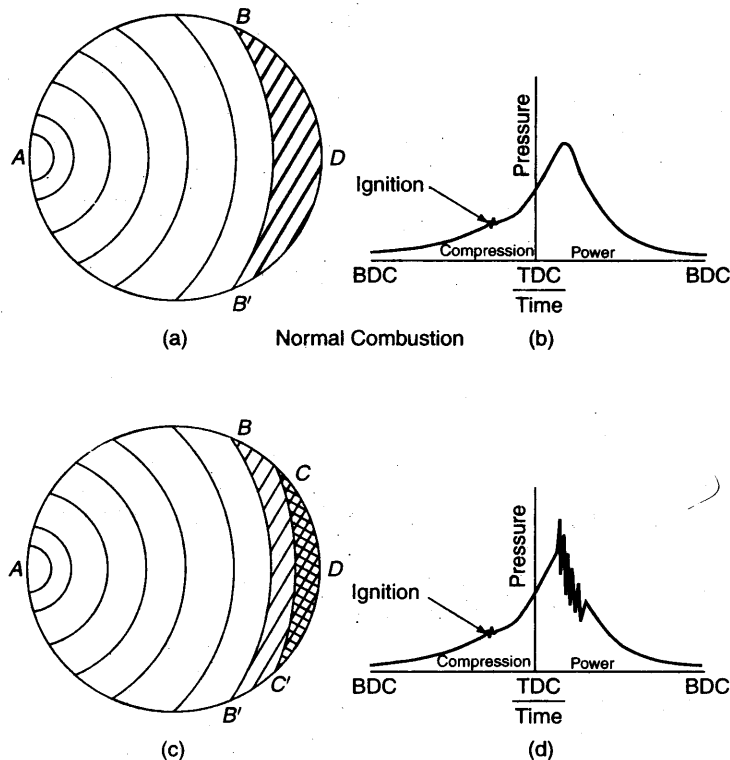 B
A
D
B'
Pressure
Ignition
Compression
Power
BDC
TDC
BDC
Time
(a)
Normal Combustion
(b)
B
C
A
D
C'
B'
Pressure
Ignition
Compression
Power
BDC
TDC
BDC
Time
(c)
(d)